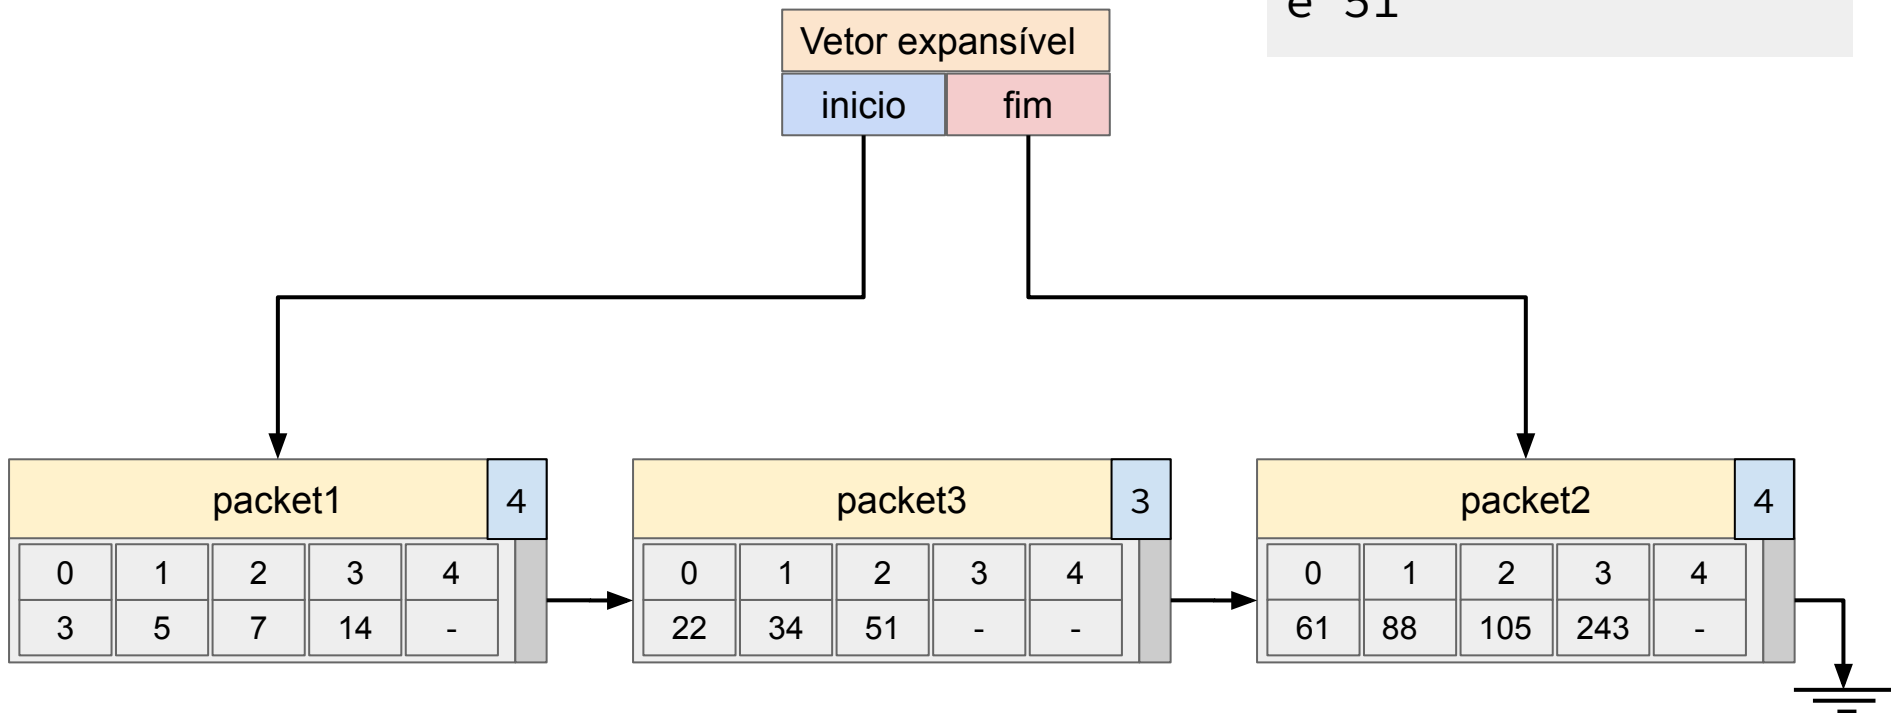 e 51
Vetor expansível
inicio fim
packet1 4
0 1 2 3 4
3 5 7 14 -
packet3 3
0 1 2 3 4
22 34 51 - -
packet2 4
0 1 2 3 4
61 88 105 243 -